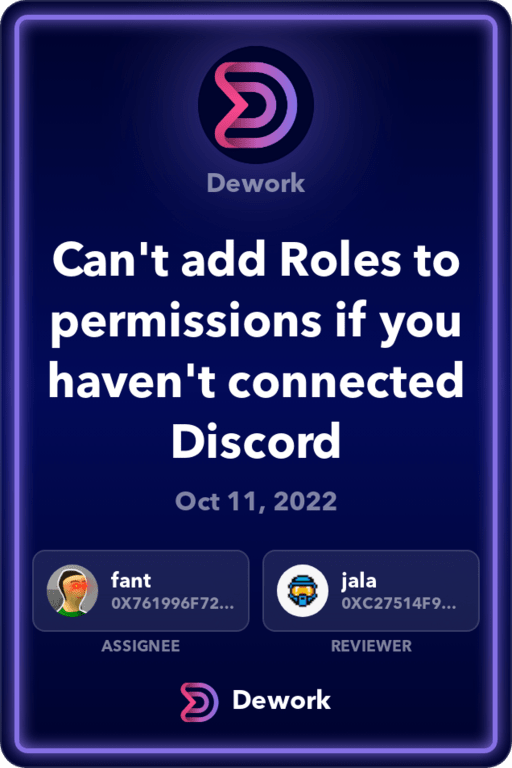 Dework
Can't add Roles to
permissions if you
haven't connected
Discord
Oct 11, 2022
fant
0X761996F72...
ASSIGNEE
jala
0XC27514F9...
REVIEWER
Dework